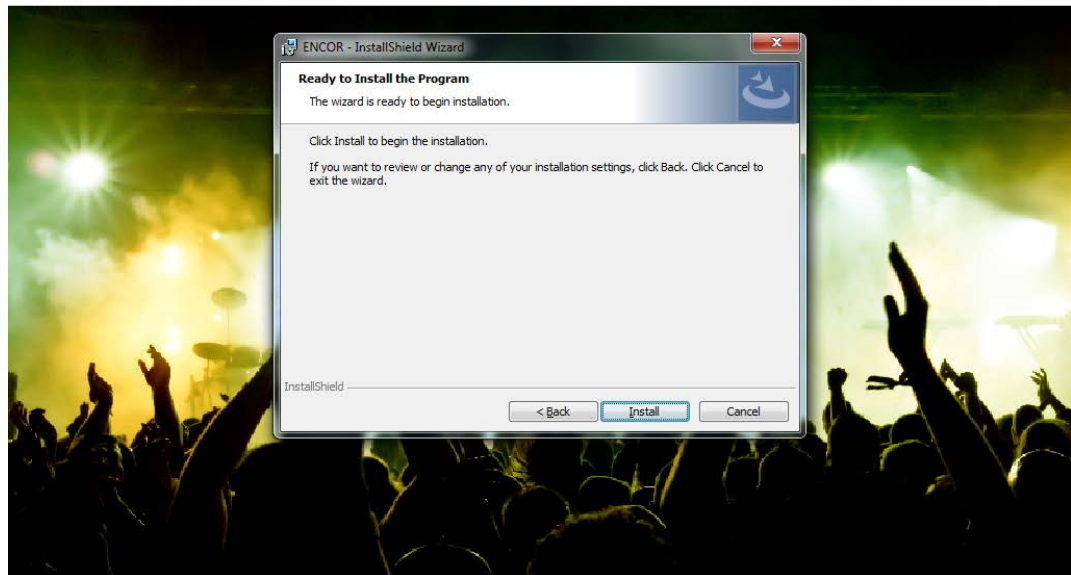 ENCOR - InstallShield Wizard
Ready to Install the Program
The wizard is ready to begin installation.
Click Install to begin the installation.
If you want to review or change any of your installation settings, click Back. Click Cancel to
exit the wizard.
InstallShield
< Back Install Cancel